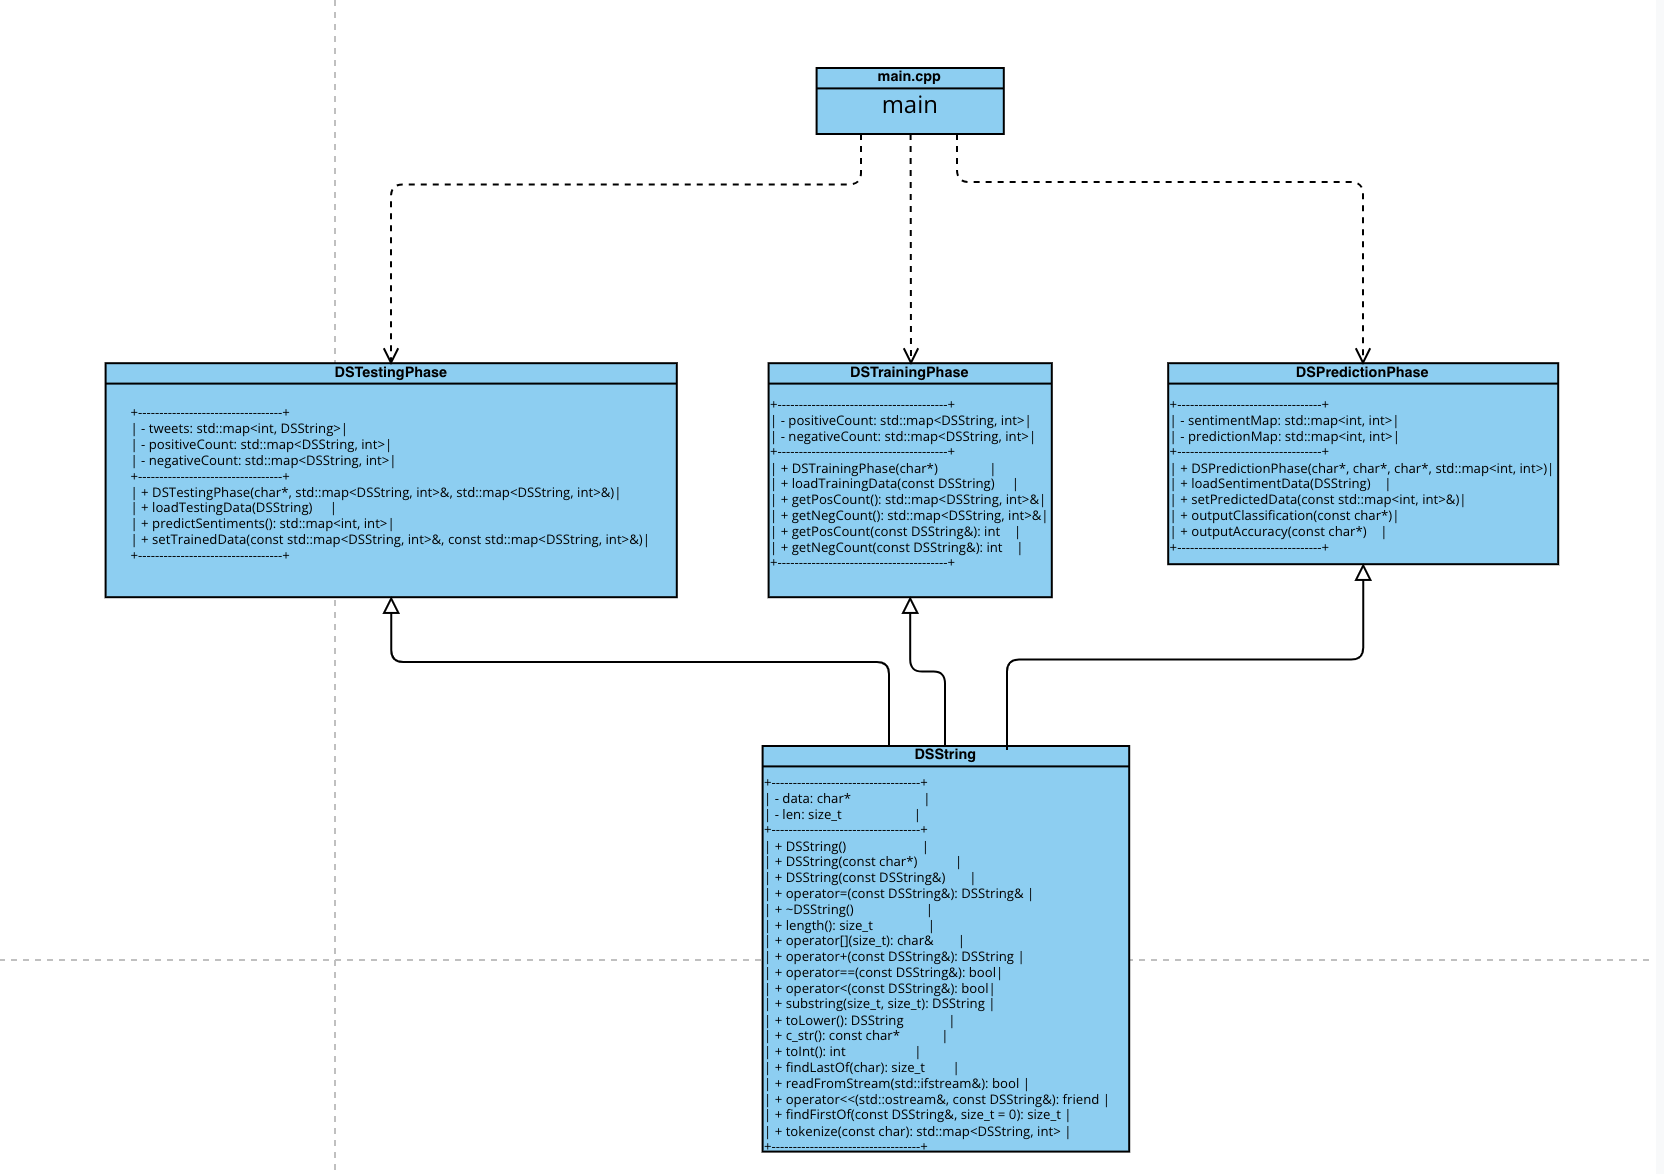 main.cpp
main
DSTestingPhase
+----------------------------------+
| - tweets: std::map<int, DSString>|
| - positiveCount: std::map<DSString, int>|
| - negativeCount: std::map<DSString, int>|
+----------------------------------+
| + DSTestingPhase(char*, std::map<DSString, int>&, std::map<DSString, int>&)|
| + loadTestingData(DSString)     |
| + predictSentiments(): std::map<int, int>|
| + setTrainedData(const std::map<DSString, int>&, const std::map<DSString, int>&)|
+----------------------------------+
DSTrainingPhase
+----------------------------------------+
| - positiveCount: std::map<DSString, int>|
| - negativeCount: std::map<DSString, int>|
+----------------------------------------+
| + DSTrainingPhase(char*)               |
| + loadTrainingData(const DSString)     |
| + getPosCount(): std::map<DSString, int>&|
| + getNegCount(): std::map<DSString, int>&|
| + getPosCount(const DSString&): int    |
| + getNegCount(const DSString&): int    |
+----------------------------------------+
DSPredictionPhase
+----------------------------------+
| - sentimentMap: std::map<int, int>|
| - predictionMap: std::map<int, int>|
+----------------------------------+
| + DSPredictionPhase(char*, char*, char*, std::map<int, int>)|
| + loadSentimentData(DSString)    |
| + setPredictedData(const std::map<int, int>&)|
| + outputClassification(const char*)|
| + outputAccuracy(const char*)    |
+----------------------------------+
DSString
+-----------------------------------+
| - data: char*                     |
| - len: size_t                     |
+-----------------------------------+
| + DSString()                      |
| + DSString(const char*)           |
| + DSString(const DSString&)       |
| + operator=(const DSString&): DSString& |
| + ~DSString()                     |
| + length(): size_t                |
| + operator[](size_t): char&       |
| + operator+(const DSString&): DSString |
| + operator==(const DSString&): bool|
| + operator<(const DSString&): bool|
| + substring(size_t, size_t): DSString |
| + toLower(): DSString             |
| + c_str(): const char*            |
| + toInt(): int                    |
| + findLastOf(char): size_t        |
| + readFromStream(std::ifstream&): bool |
| + operator<<(std::ostream&, const DSString&): friend |
| + findFirstOf(const DSString&, size_t = 0): size_t |
| + tokenize(const char): std::map<DSString, int> |
+-----------------------------------+